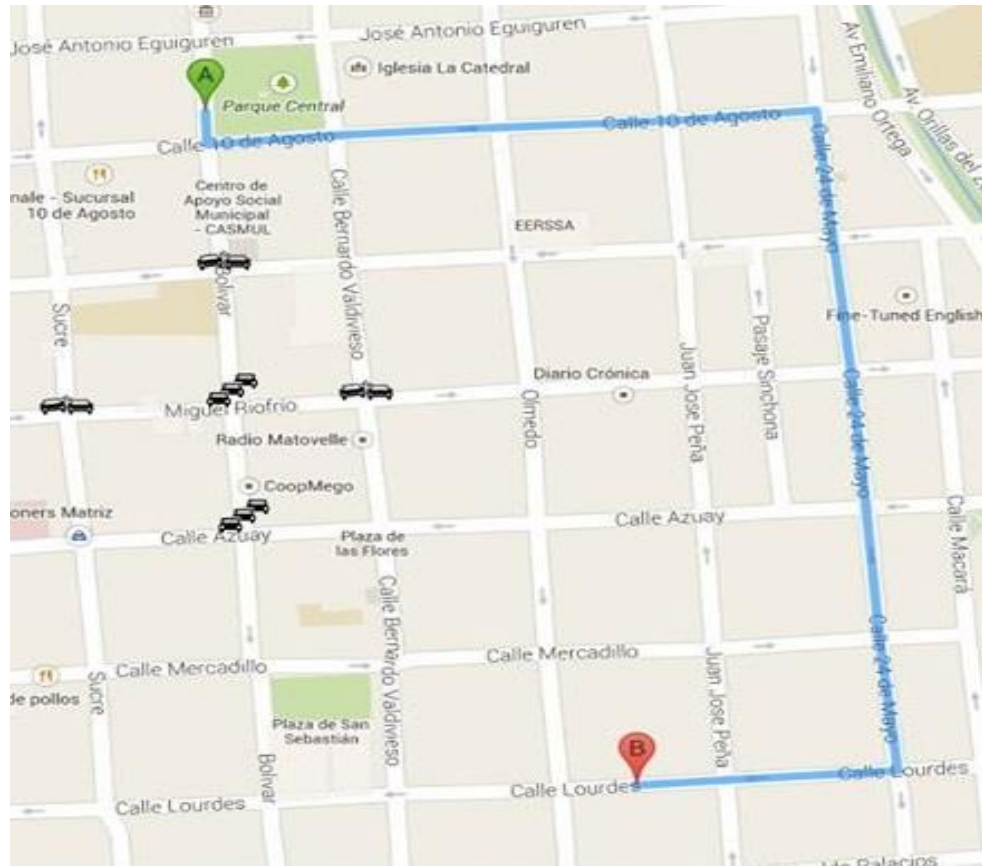 José Antonio Eguiguren
José Antonio Eguiguren
Iglesia La Catedral
A
Parque Central
Av Emiliano Ortega
Av. Orillas del
Calle 10 de Agosto
Calle 10 de Agosto
nale - Sucursal
10 de Agosto
Centro de
Apoyo Social
Municipal
- CASMUL
Calle Bernardo Valdivieso
EERSSA
Calle 24 de Mayo
Bolivar
Sucre
Fine-Tuned English
Pasaje Sinchona
Juan Jose Peña
Diario Crónica
Miguel Riofrio
Olmedo
Calle 24 de Mayo
Radio Matovelle
CoopMego
oners Matriz
Calle Azuay
Calle Azuay
Plaza de
las Flores
Calle Macará
Calle Bernardo Valdivieso
Calle 24 de Mayo
Calle Mercadillo
Calle Mercadillo
Juan Jose Peña
de pollos
Sucre
Plaza de San
Sebastián
B
Bolivar
Calle Lourdes
Calle Lourdes
Calle Lourdes
Palacios